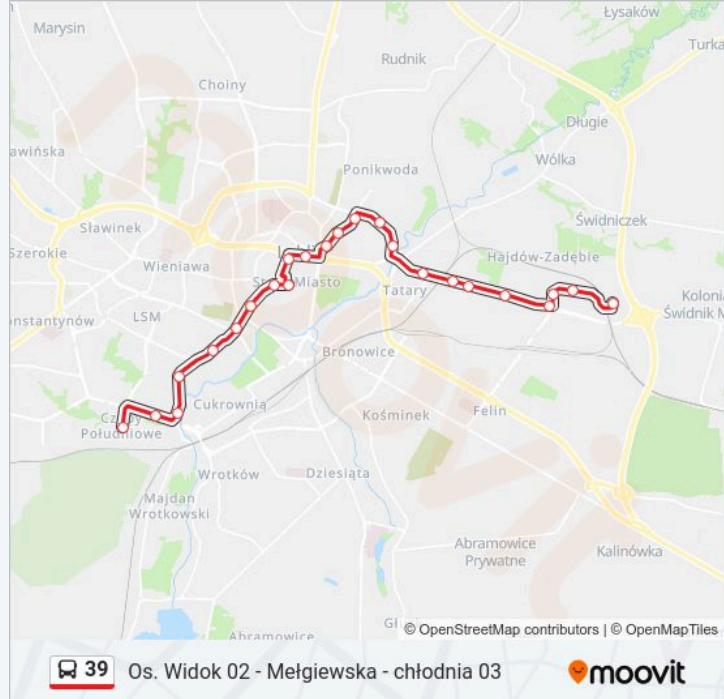 Łysaków
Marysin
Turka
Rudnik
Choiny
Długie
awińska
Wólka
Ponikwoda
Świdniczek
Sławinek
Szerokie
Hajdów-Zadębie
Wieniawa
Miasto
Tatary
Kolonia
Świdnik M
onstantynów
LSM
Bronowice
Cukrownia
Felin
Kośminek
Południowe
Wrotków
Dziesiąta
Majdan
Wrotkowski
Abramowice
Prywatne
Kalinówka
© OpenStreetMap contributors | © OpenMapTiles
Abramowice
39 Os. Widok 02 - Mełgiewska - chłodnia 03
moovit